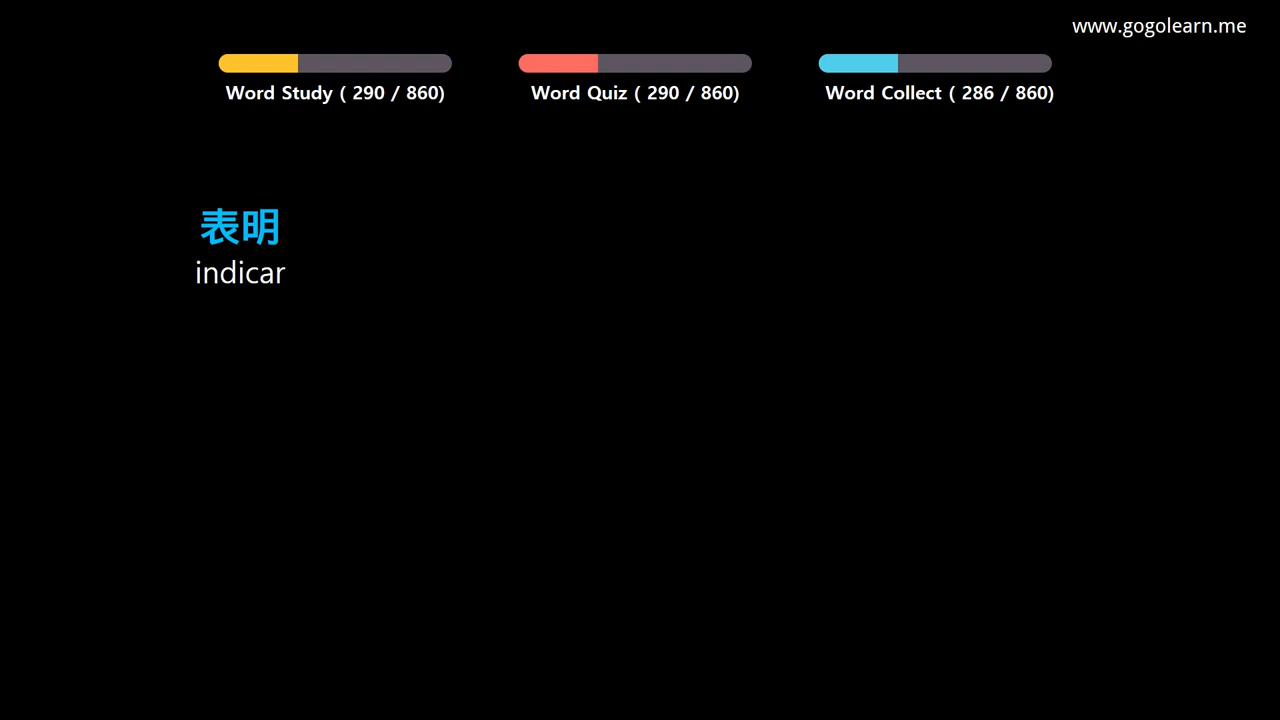 www.gogolearn.me
Word Study ( 290 / 860)
Word Quiz ( 290 / 860)
Word Collect ( 286 / 860)
表明
indicar